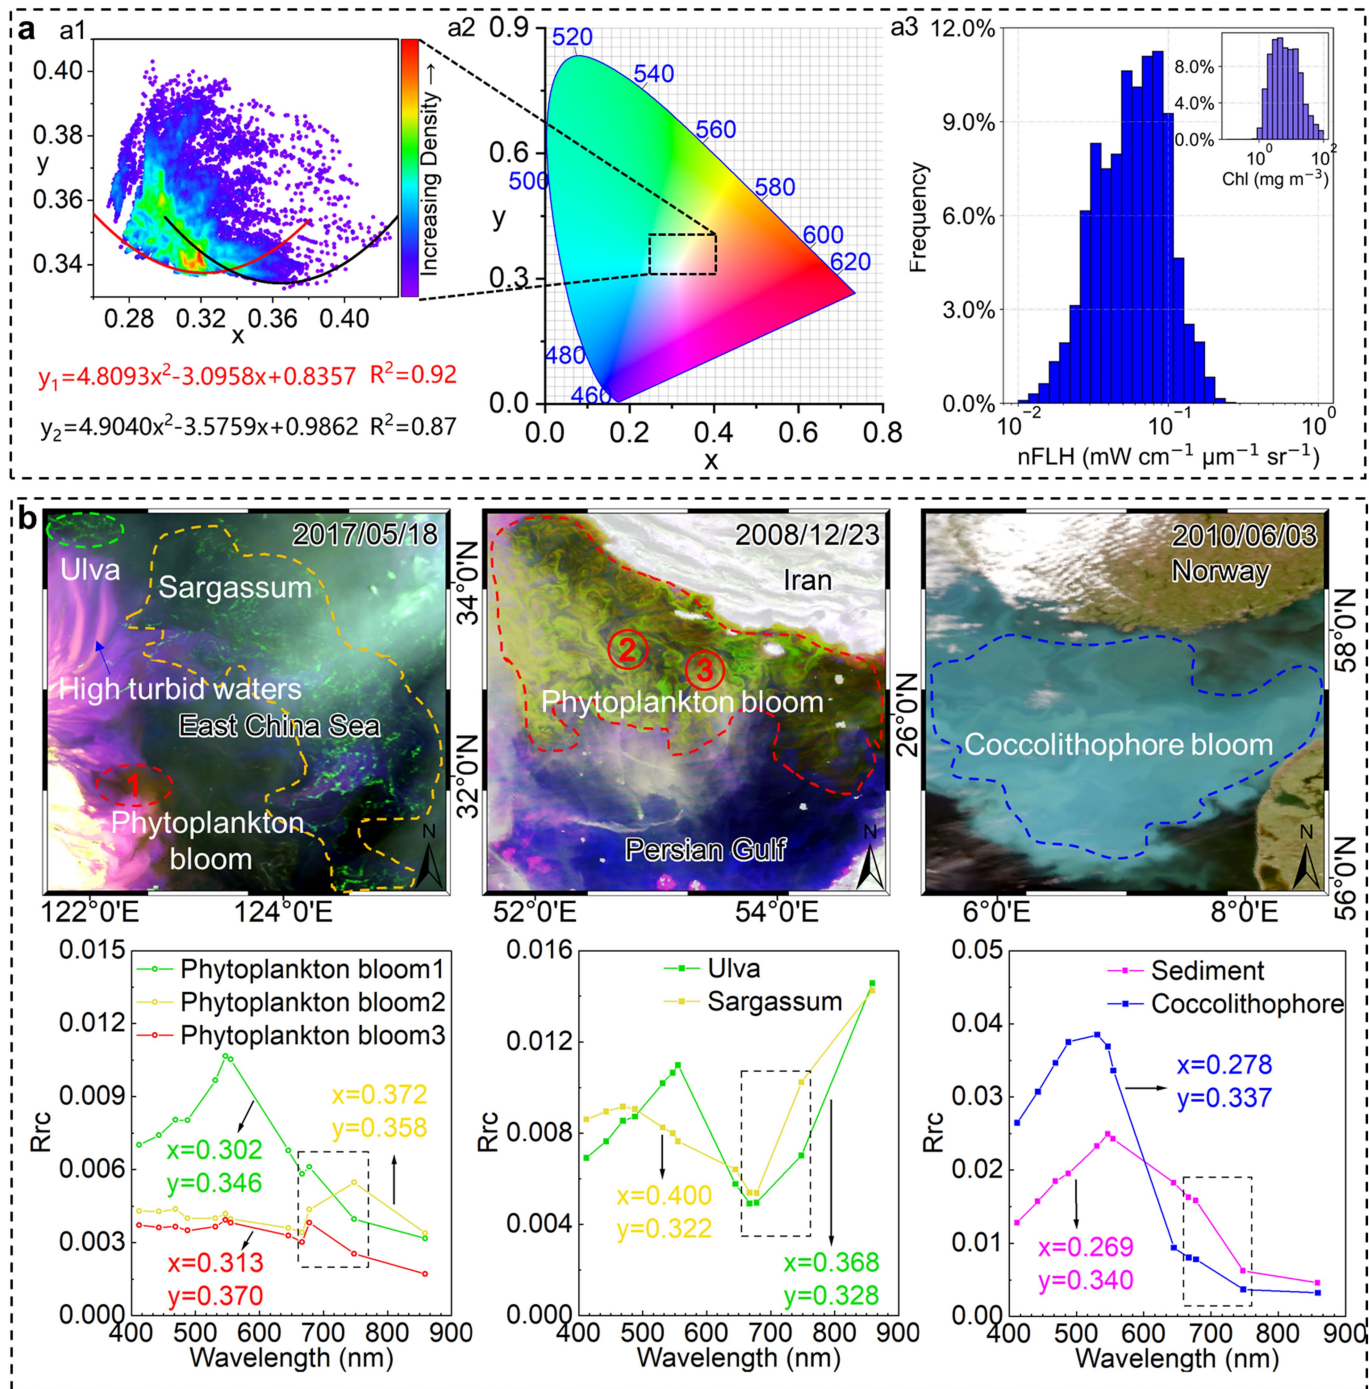 a
a1
0.40
0.38
y
0.36
0.34
0.28
0.32
0.36
0.40
x
Increasing Density →
y₁=4.8093x²-3.0958x+0.8357 R²=0.92
y₂=4.9040x²-3.5759x+0.9862 R²=0.87
a2
0.9
0.6
y
0.3
0.0
0.0
0.2
0.4
0.6
0.8
x
520
540
560
580
600
620
500
480
460
a3
12.0%
9.0%
6.0%
3.0%
0.0%
Frequency
10⁻²
10⁻¹
10⁰
nFLH (mW cm⁻¹ μm⁻¹ sr⁻¹)
8.0%
4.0%
0.0%
10⁰
10²
Chl (mg m⁻³)
b
2017/05/18
Ulva
Sargassum
High turbid waters
East China Sea
1
Phytoplankton
bloom
N
34°0'N
32°0'N
122°0'E
124°0'E
2008/12/23
Iran
2
3
Phytoplankton bloom
Persian Gulf
N
26°0'N
52°0'E
54°0'E
2010/06/03
Norway
Coccolithophore bloom
N
58°0'N
56°0'N
6°0'E
8°0'E
0.015
0.012
0.009
0.006
0.003
0.000
Rrc
Phytoplankton bloom1
Phytoplankton bloom2
Phytoplankton bloom3
x=0.372
y=0.358
x=0.302
y=0.346
x=0.313
y=0.370
400
500
600
700
800
900
Wavelength (nm)
0.016
0.012
0.008
0.004
0.000
Rrc
Ulva
Sargassum
x=0.400
y=0.322
x=0.368
y=0.328
400
500
600
700
800
900
Wavelength (nm)
0.05
0.04
0.03
0.02
0.01
0.00
Rrc
Sediment
Coccolithophore
x=0.278
y=0.337
x=0.269
y=0.340
400
500
600
700
800
900
Wavelength (nm)